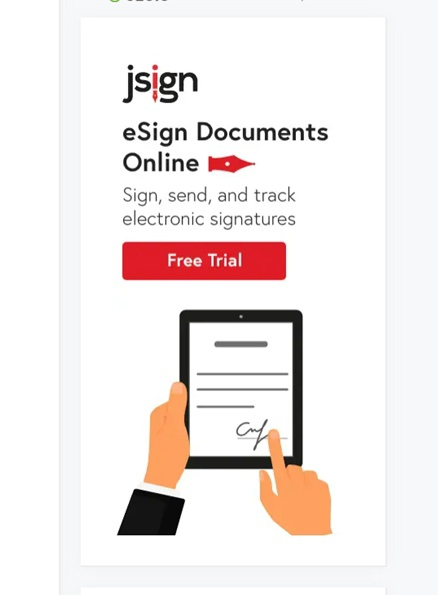 jsign
eSign Documents
Online
Sign, send, and track
electronic signatures
Free Trial